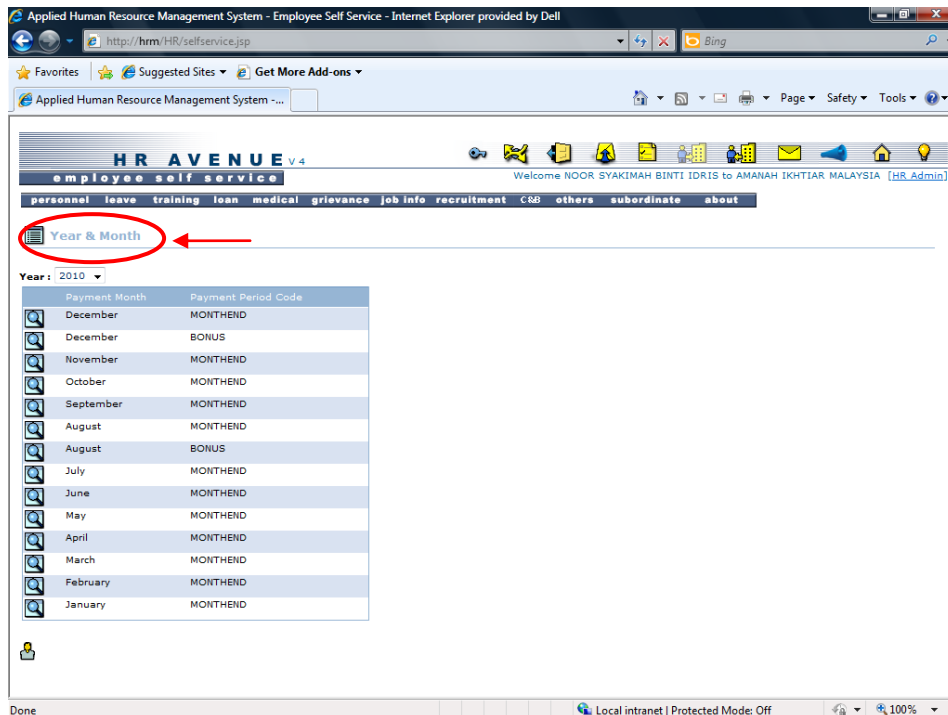 Applied Human Resource Management System - Employee Self Service - Internet Explorer provided by Dell
http://hrm/HR/selfservice.jsp
Bing
Favorites Suggested Sites Get More Add-ons
Applied Human Resource Management System -...
Page Safety Tools
HR AVENUE V 4
employee self service
Welcome NOOR SYAKIMAH BINTI IDRIS to AMANAH IKHTIAR MALAYSIA [HR Admin]
personnel leave training loan medical grievance job info recruitment C&B others subordinate about
Year & Month
Year : 2010
Payment Month Payment Period Code
December MONTHEND
December BONUS
November MONTHEND
October MONTHEND
September MONTHEND
August MONTHEND
August BONUS
July MONTHEND
June MONTHEND
May MONTHEND
April MONTHEND
March MONTHEND
February MONTHEND
January MONTHEND
Done Local intranet | Protected Mode: Off 100%